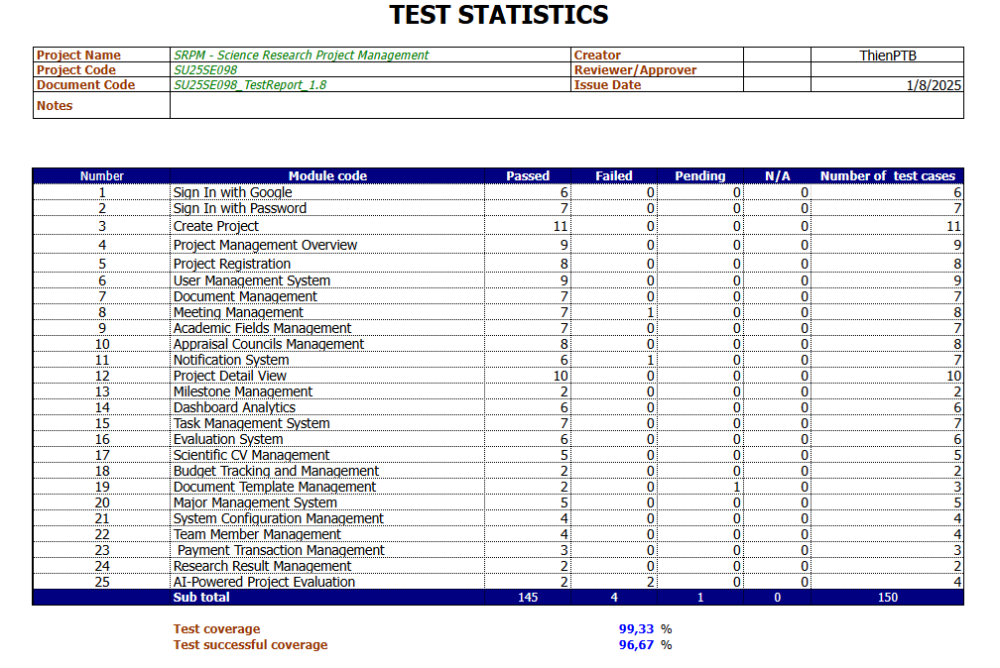 TEST STATISTICS
Project Name SRPM - Science Research Project Management Creator ThienPTB
Project Code SU25SE098 Reviewer/Approver
Document Code SU25SE098_TestReport_1.8 Issue Date 1/8/2025
Notes
Number Module code Passed Failed Pending N/A Number of test cases
1 Sign In with Google 6 0 0 0 6
2 Sign In with Password 7 0 0 0 7
3 Create Project 11 0 0 0 11
4 Project Management Overview 9 0 0 0 9
5 Project Registration 8 0 0 0 8
6 User Management System 9 0 0 0 9
7 Document Management 7 0 0 0 7
8 Meeting Management 7 1 0 0 8
9 Academic Fields Management 7 0 0 0 7
10 Appraisal Councils Management 8 0 0 0 8
11 Notification System 6 1 0 0 7
12 Project Detail View 10 0 0 0 10
13 Milestone Management 2 0 0 0 2
14 Dashboard Analytics 6 0 0 0 6
15 Task Management System 7 0 0 0 7
16 Evaluation System 6 0 0 0 6
17 Scientific CV Management 5 0 0 0 5
18 Budget Tracking and Management 2 0 0 0 2
19 Document Template Management 2 0 1 0 3
20 Major Management System 5 0 0 0 5
21 System Configuration Management 4 0 0 0 4
22 Team Member Management 4 0 0 0 4
23 Payment Transaction Management 3 0 0 0 3
24 Research Result Management 2 0 0 0 2
25 AI-Powered Project Evaluation 2 2 0 0 4
Sub total 145 4 1 0 150
Test coverage 99,33 %
Test successful coverage 96,67 %